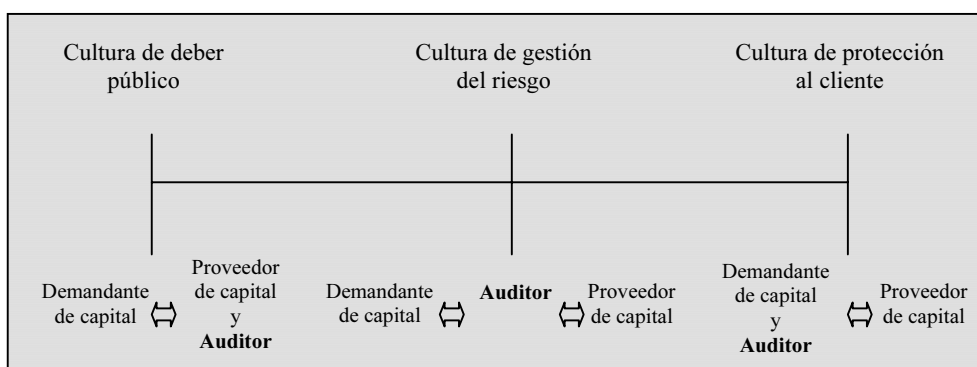 Cultura de deber
público
Cultura de gestión
del riesgo
Cultura de protección
al cliente
Demandante
de capital
Proveedor
de capital
y
Auditor
Demandante
de capital
Auditor
Proveedor
de capital
Demandante
de capital
y
Auditor
Proveedor
de capital